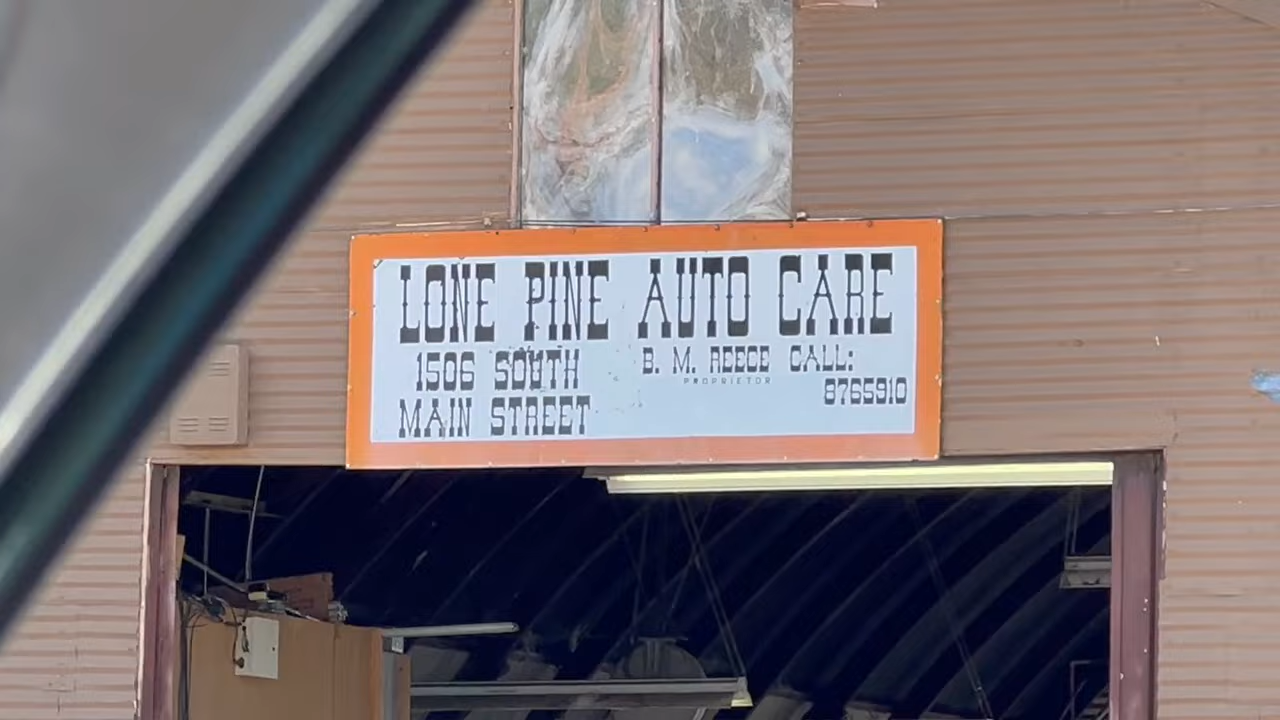 LONE PINE AUTO CARE
1506 SOUTH
MAIN STREET
B. M. REECE CALL:
PROPRIETOR
8765910